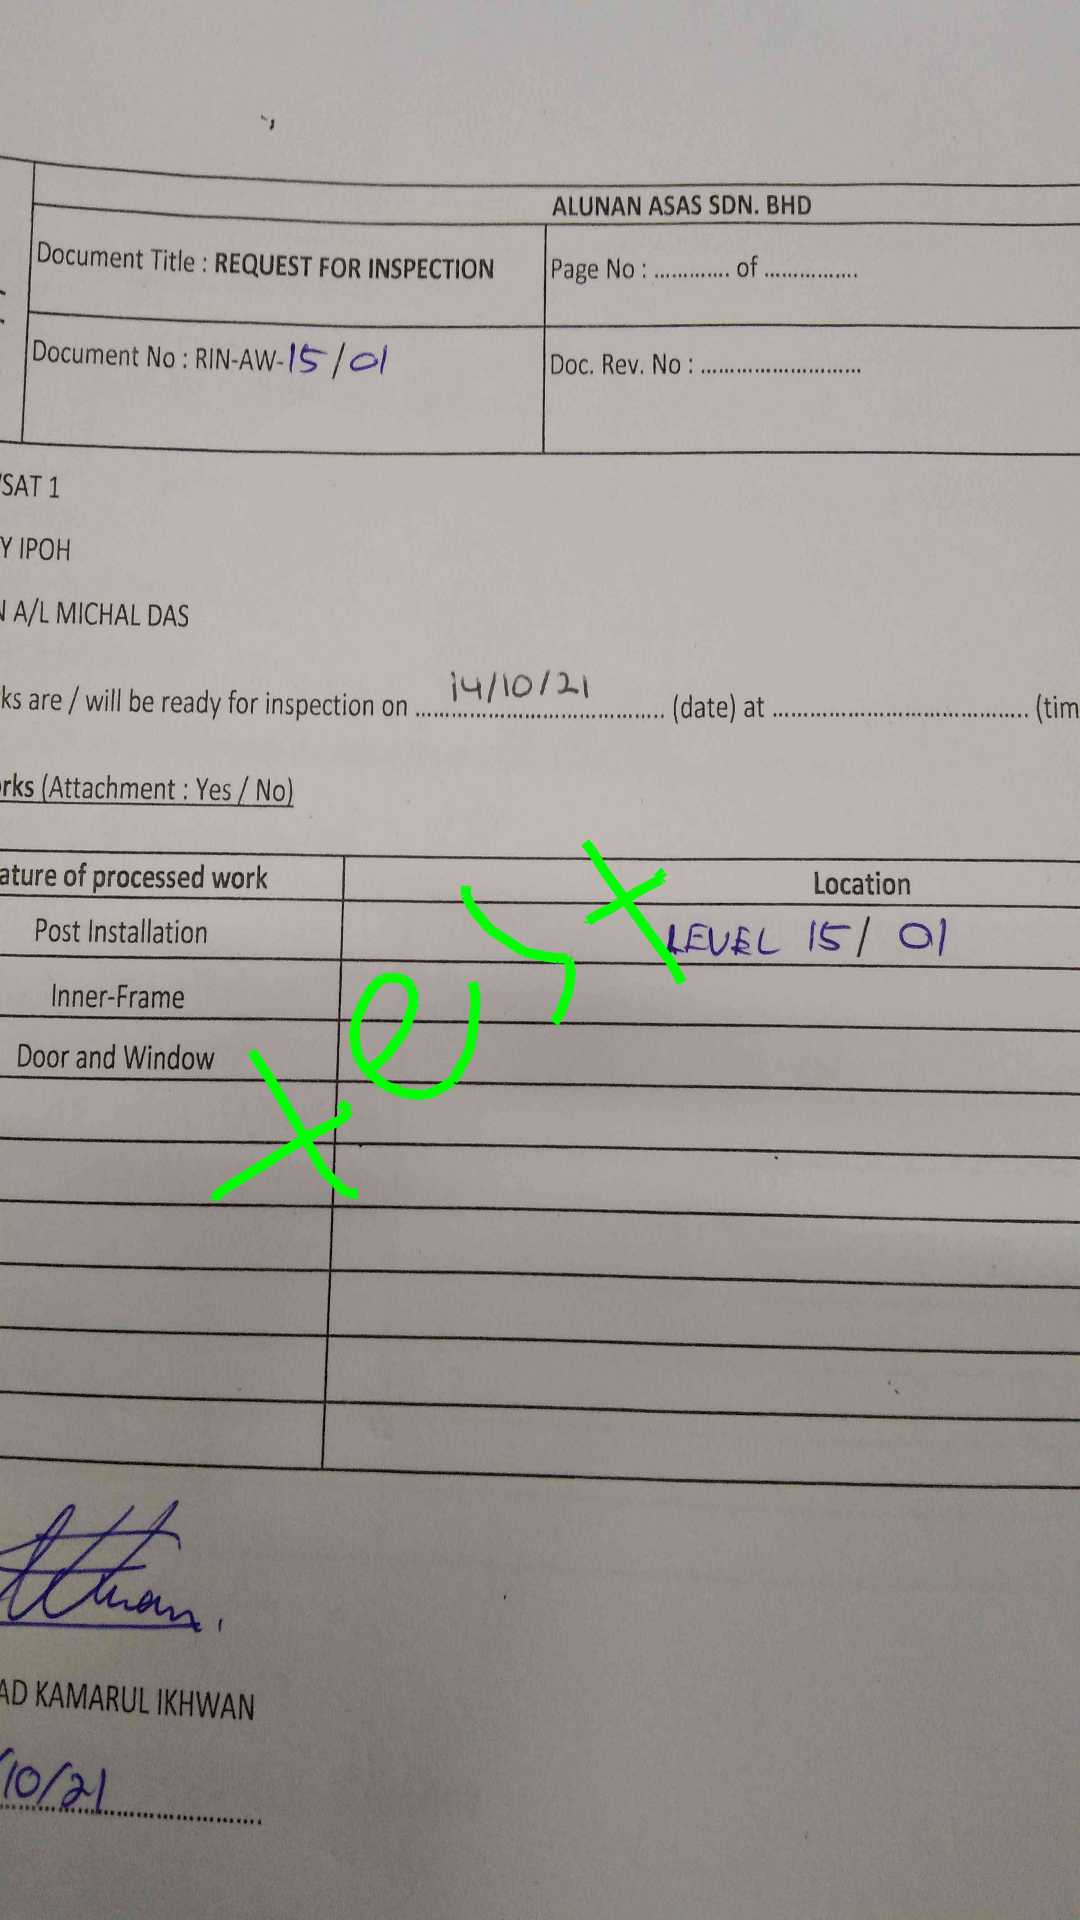 ALUNAN ASAS SDN. BHD
Document Title : REQUEST FOR INSPECTION
Page No : ............. of ................
Document No : RIN-AW-15/01
Doc. Rev. No : ............................
SAT 1
Y IPOH
A/L MICHAL DAS
ks are / will be ready for inspection on ..... 14/10/21 ..... (date) at ..................................... (tim
rks (Attachment : Yes / No)
ature of processed work Location
Post Installation LEVEL 15/ 01
Inner-Frame
Door and Window
test
AD KAMARUL IKHWAN
/10/21